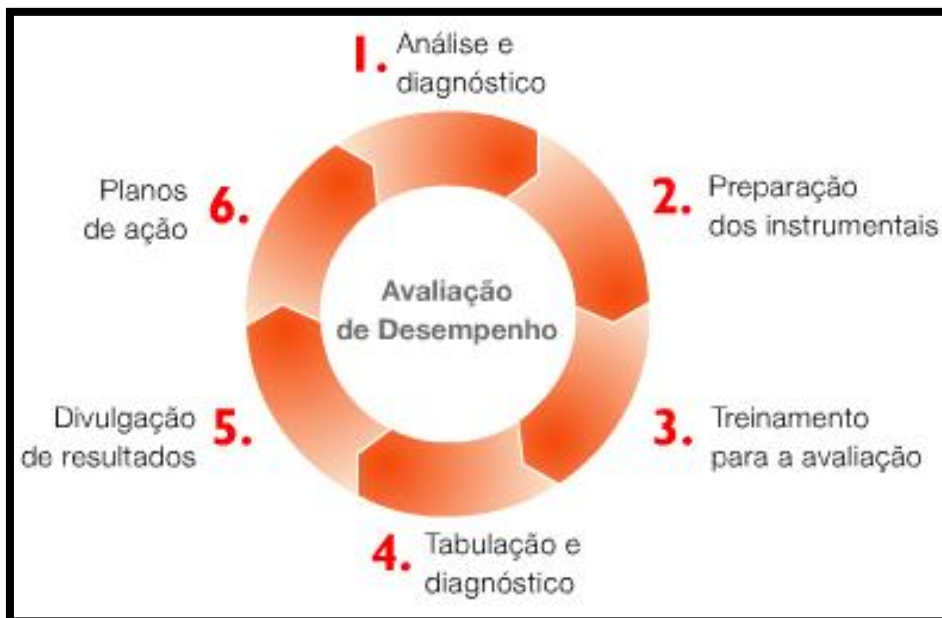 1. Análise e
diagnóstico
2. Preparação
dos instrumentais
3. Treinamento
para a avaliação
4. Tabulação e
diagnóstico
5. Divulgação
de resultados
6. Planos
de ação
Avaliação
de Desempenho